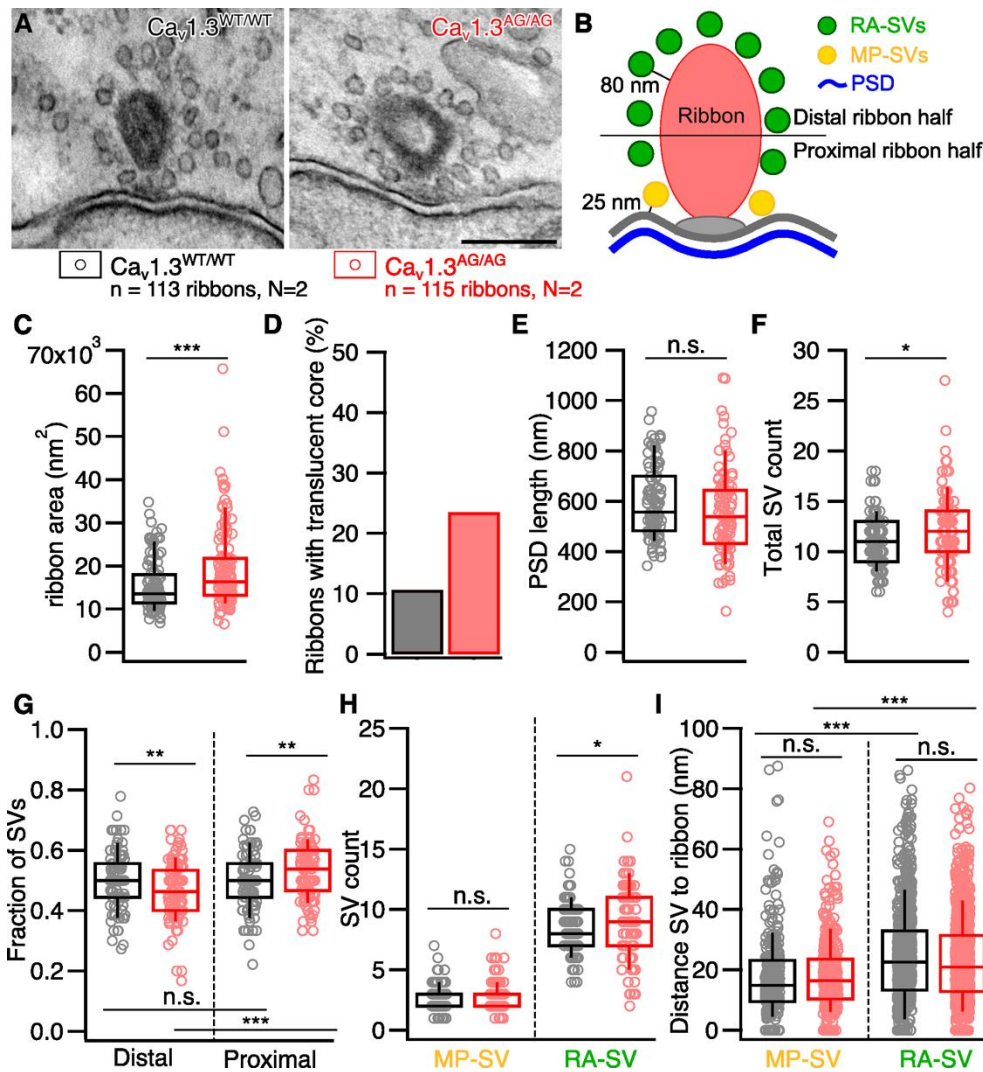 A
Cav1.3WT/WT
Cav1.3AG/AG
Cav1.3WT/WT
n = 113 ribbons, N=2
Cav1.3AG/AG
n = 115 ribbons, N=2
B
RA-SVs
MP-SVs
PSD
80 nm
Ribbon
Distal ribbon half
Proximal ribbon half
25 nm
C
70x10³
60
50
40
30
20
10
0
ribbon area (nm²)
***
D
50
40
30
20
10
0
Ribbons with translucent core (%)
E
1200
1000
800
600
400
200
0
PSD length (nm)
n.s.
F
30
25
20
15
10
5
0
Total SV count
*
G
1.0
0.8
0.6
0.4
0.2
0.0
Fraction of SVs
**
**
n.s.
***
Distal
Proximal
H
25
20
15
10
5
0
SV count
n.s.
*
MP-SV
RA-SV
I
100
80
60
40
20
0
Distance SV to ribbon (nm)
***
***
n.s.
n.s.
MP-SV
RA-SV